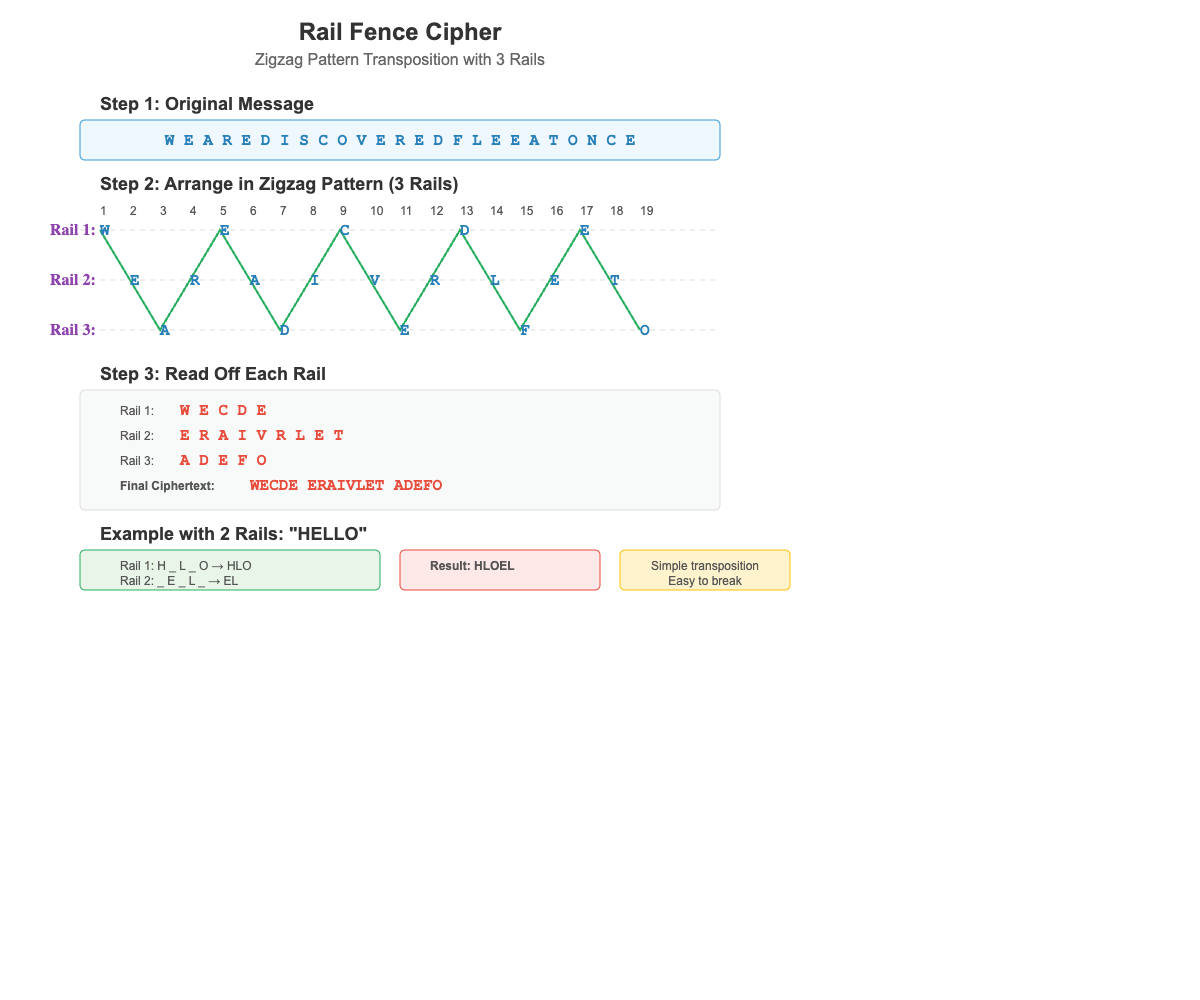 Rail Fence Cipher
Zigzag Pattern Transposition with 3 Rails
Step 1: Original Message
W E A R E D I S C O V E R E D F L E E A T O N C E
Step 2: Arrange in Zigzag Pattern (3 Rails)
1 2 3 4 5 6 7 8 9 10 11 12 13 14 15 16 17 18 19
Rail 1: W E C D E
Rail 2: E R A I V R L E T
Rail 3: A D E F O
Step 3: Read Off Each Rail
Rail 1: W E C D E
Rail 2: E R A I V R L E T
Rail 3: A D E F O
Final Ciphertext: WECDE ERAIVLET ADEFO
Example with 2 Rails: "HELLO"
Rail 1: H _ L _ O → HLO
Rail 2: _ E _ L _ → EL
Result: HLOEL
Simple transposition
Easy to break